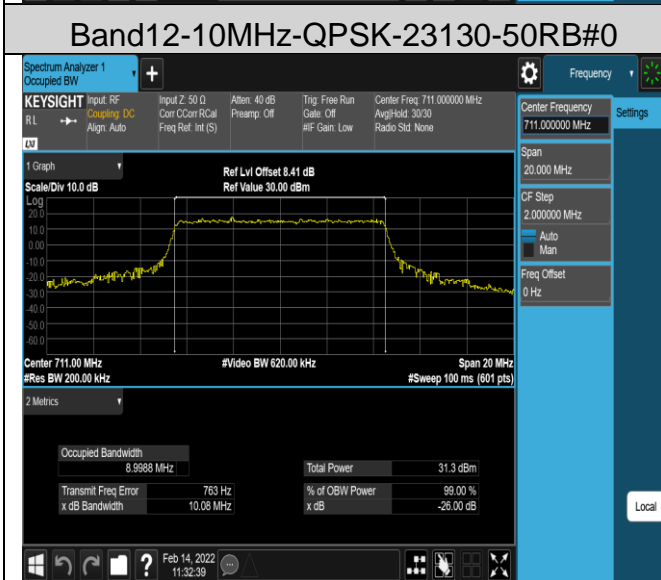 Band12-10MHz-QPSK-23130-50RB#0
Spectrum Analyzer 1
Occupied BW
+
Frequency
KEYSIGHT
RL
Input: RF
Coupling: DC
Align: Auto
Input Z: 50 Ω
Corr CCorr RCal
Freq Ref: Int (S)
Atten: 40 dB
Preamp: Off
Trig: Free Run
Gate: Off
#IF Gain: Low
Center Freq: 711.000000 MHz
Avg|Hold: 30/30
Radio Std: None
LXI
Center Frequency
711.000000 MHz
Settings
Span
20.000 MHz
CF Step
2.000000 MHz
Auto
Man
Freq Offset
0 Hz
1 Graph
Scale/Div 10.0 dB
Ref Lvl Offset 8.41 dB
Ref Value 30.00 dBm
Log
20.0
10.0
0.00
-10.0
-20.0
-30.0
-40.0
-50.0
-60.0
Center 711.00 MHz
#Video BW 620.00 kHz
Span 20 MHz
#Res BW 200.00 kHz
#Sweep 100 ms (601 pts)
2 Metrics
Occupied Bandwidth
8.9988 MHz
Total Power 31.3 dBm
Transmit Freq Error 763 Hz
% of OBW Power 99.00 %
x dB Bandwidth 10.08 MHz
x dB -26.00 dB
Local
?
Feb 14, 2022
11:32:39